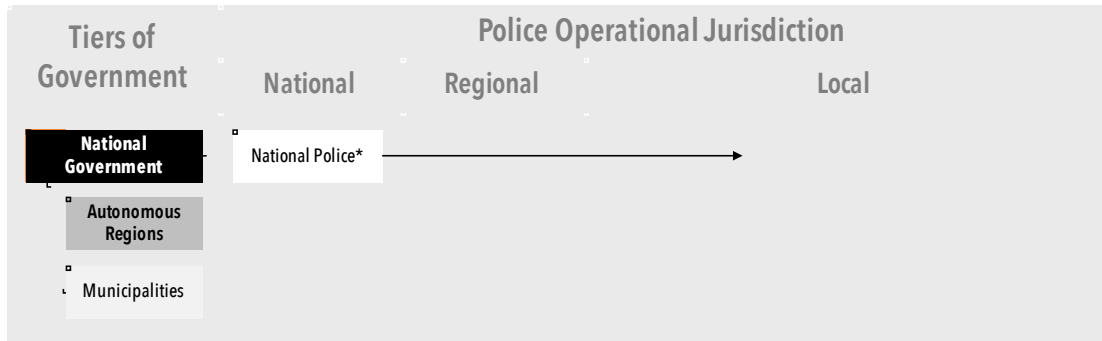 Tiers of
Government
Police Operational Jurisdiction
National
Regional
Local
National
Government
National Police*
Autonomous
Regions
Municipalities